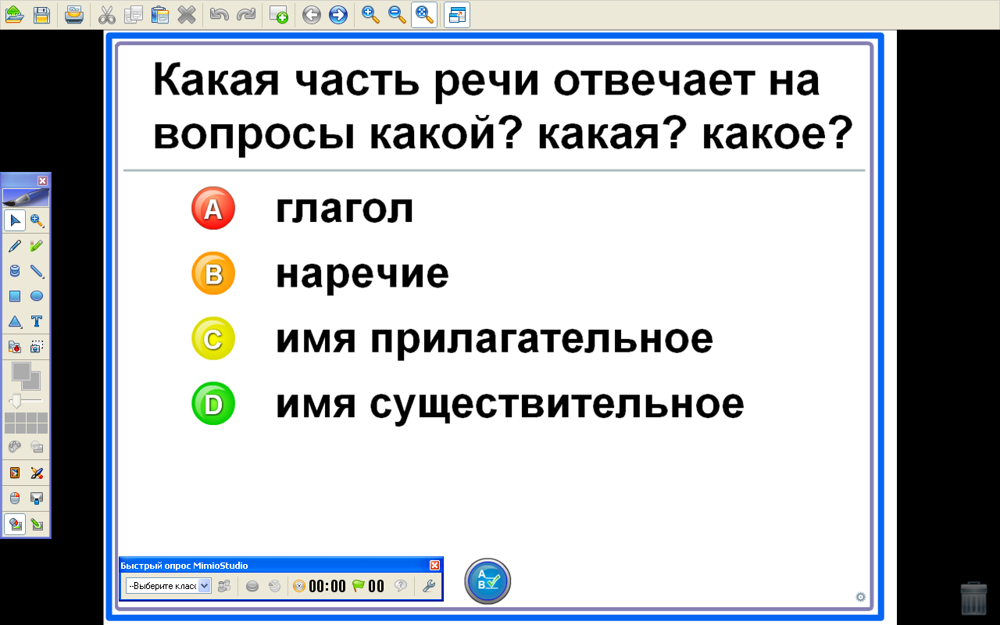 Какая часть речи отвечает на
вопросы какой? какая? какое?
A глагол
B наречие
C имя прилагательное
D имя существительное
Быстрый опрос MimioStudio
--Выберите класс
00:00
00
A
B
T